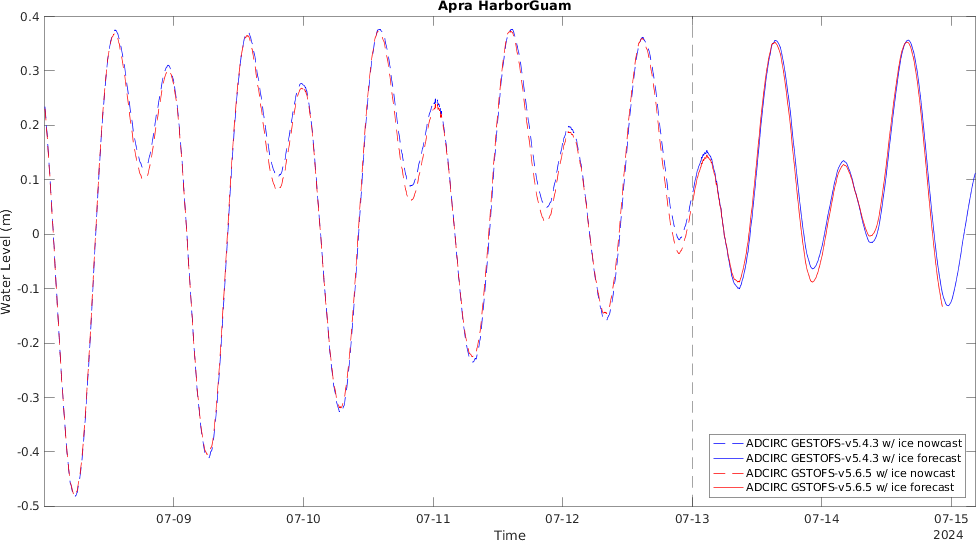 Apra HarborGuam
Water Level (m)
0.4
0.3
0.2
0.1
0
-0.1
-0.2
-0.3
-0.4
-0.5
07-09
07-10
07-11
07-12
07-13
07-14
07-15
2024
Time
ADCIRC GESTOFS-v5.4.3 w/ ice nowcast
ADCIRC GESTOFS-v5.4.3 w/ ice forecast
ADCIRC GSTOFS-v5.6.5 w/ ice nowcast
ADCIRC GSTOFS-v5.6.5 w/ ice forecast